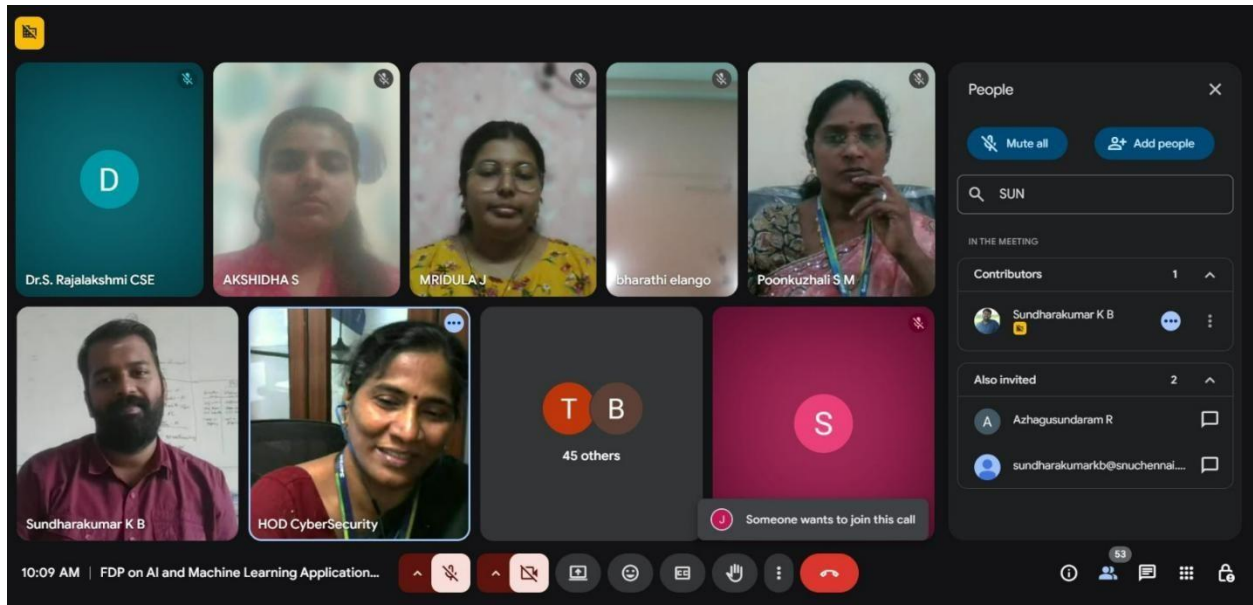 D
Dr.S. Rajalakshmi CSE
AKSHIDHA S
MRIDULA J
bharathi elango
Poonkuzhali S M
Sundharakumar K B
HOD CyberSecurity
T B
45 others
S
J Someone wants to join this call
People
Mute all
Add people
SUN
IN THE MEETING
Contributors 1
Sundharakumar K B
Also invited 2
A Azhagusundaram R
sundharakumarkb@snuchennai....
10:09 AM | FDP on AI and Machine Learning Application...
CC
53